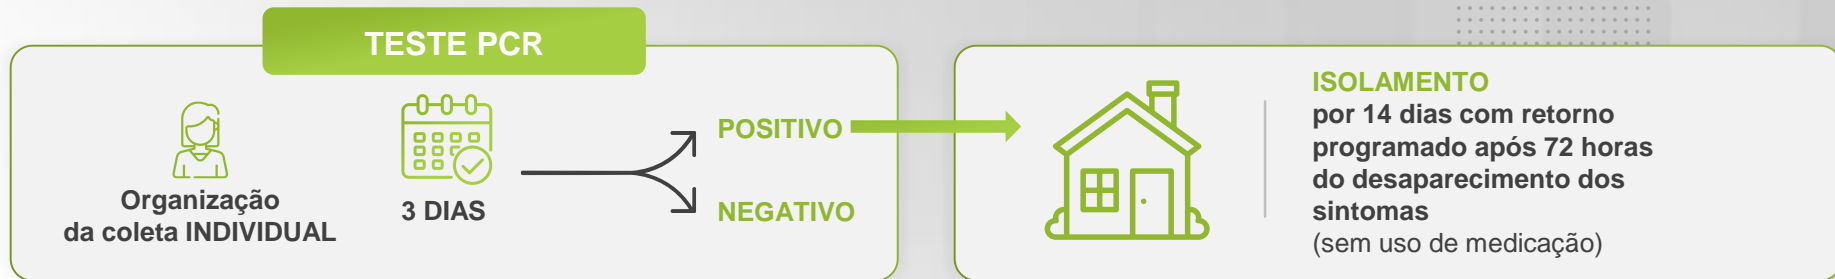 TESTE PCR
Organização
da coleta INDIVIDUAL
3 DIAS
POSITIVO
NEGATIVO
ISOLAMENTO
por 14 dias com retorno
programado após 72 horas
do desaparecimento dos
sintomas
(sem uso de medicação)